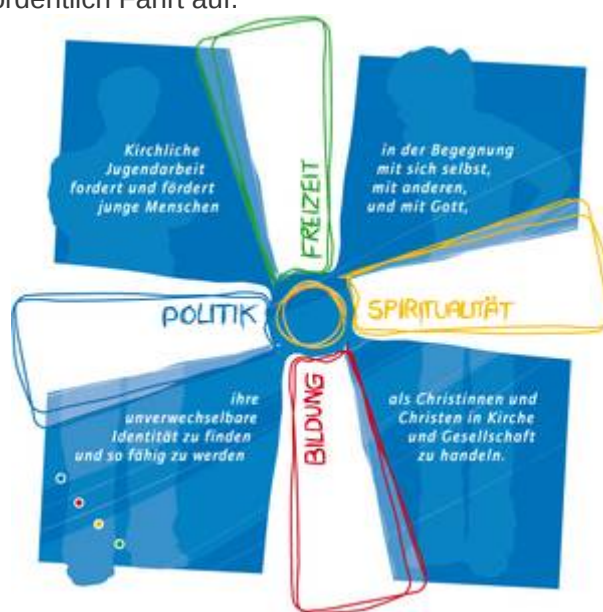 ordentlich Fahrt auf.
Kirchliche
Jugendarbeit
fordert und fördert
junge Menschen
in der Begegnung
mit sich selbst,
mit anderen,
und mit Gott,
FREIZEIT
POLITIK
SPIRITUALITÄT
BILDUNG
ihre
unverwechselbare
Identität zu finden
und so fähig zu werden
als Christinnen und
Christen in Kirche
und Gesellschaft
zu handeln.